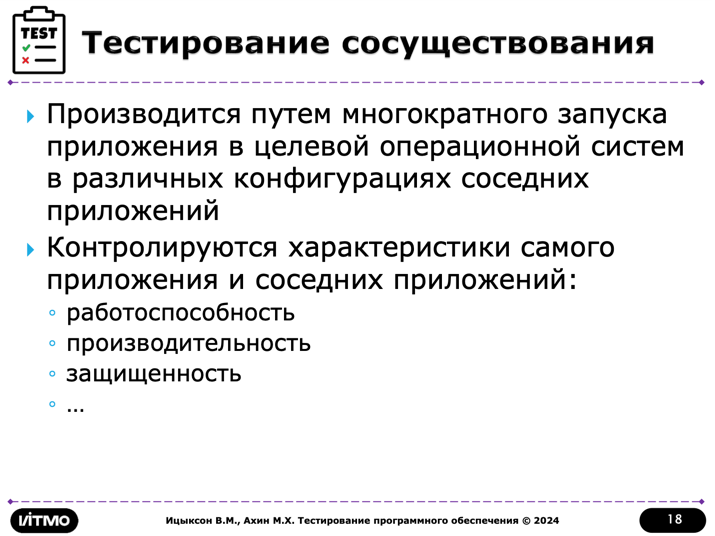 TEST
Тестирование сосуществования
Производится путем многократного запуска
приложения в целевой операционной систем
в различных конфигурациях соседних
приложений
Контролируются характеристики самого
приложения и соседних приложений:
работоспособность
производительность
защищенность
...
ИТМО
Ицыксон В.М., Ахин М.Х. Тестирование программного обеспечения © 2024
18